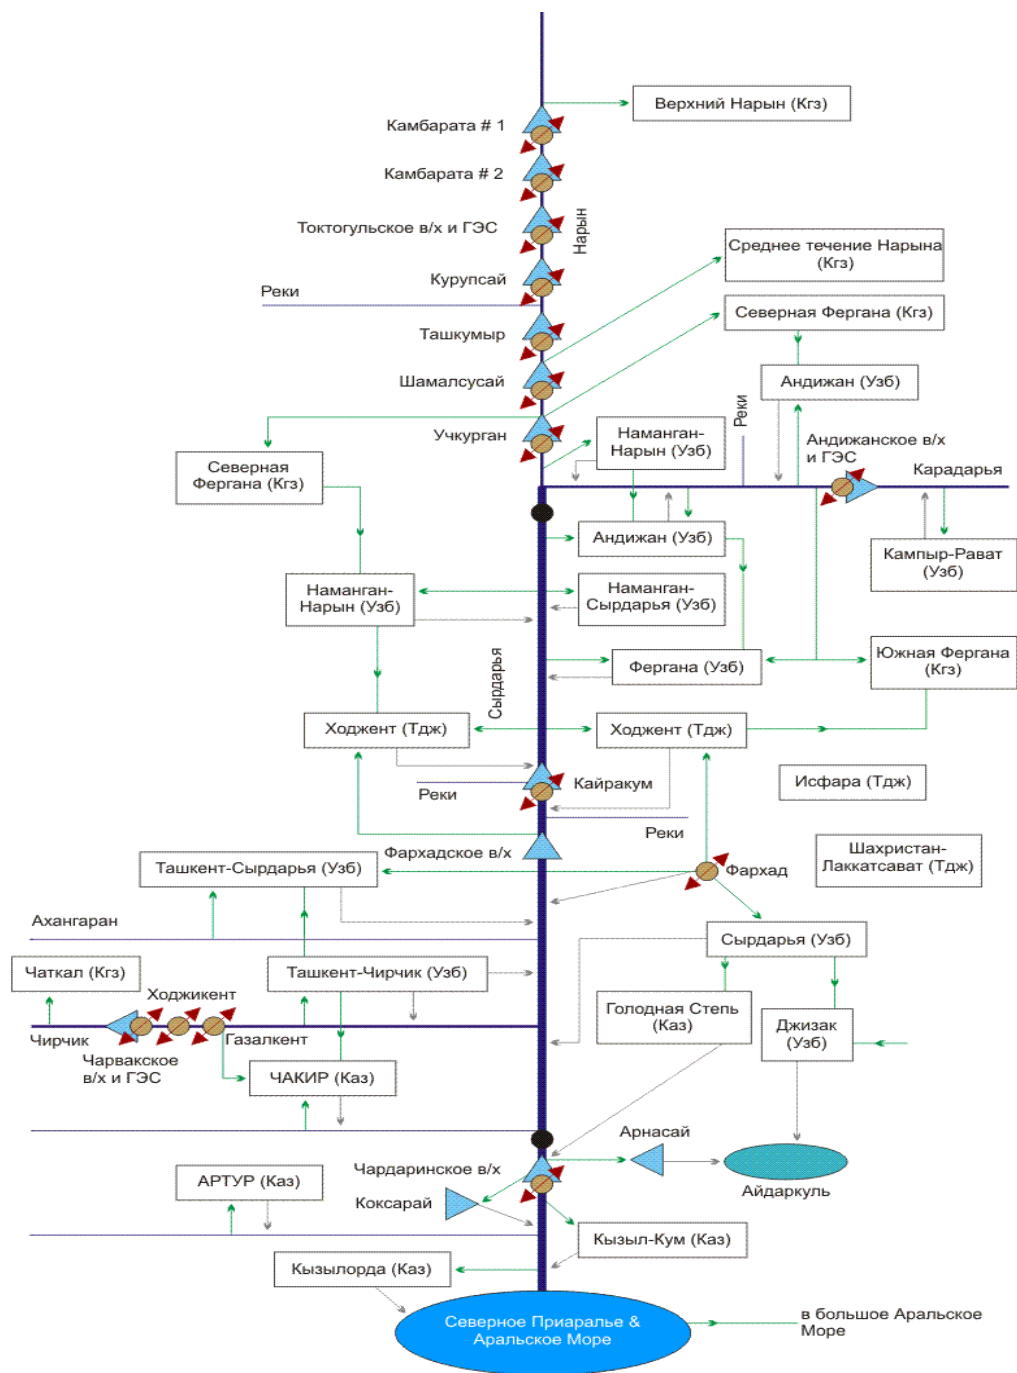 Верхний Нарын (Кгз)
Камбарата # 1
Камбарата # 2
Токтогульское в/х и ГЭС
Нарын
Среднее течение Нарына
(Кгз)
Курупсай
Реки
Северная Фергана (Кгз)
Ташкумыр
Шамалсусай
Андижан (Узб)
Реки
Учкурган
Наманган-
Нарын (Узб)
Андижанское в/х
и ГЭС
Карадарья
Северная
Фергана (Кгз)
Андижан (Узб)
Кампыр-Рават
(Узб)
Наманган-
Нарын (Узб)
Наманган-
Сырдарья (Узб)
Фергана (Узб)
Южная Фергана
(Кгз)
Сырдарья
Ходжент (Тдж)
Ходжент (Тдж)
Кайракум
Исфара (Тдж)
Реки
Реки
Фархадское в/х
Шахристан-
Лаккатсават (Тдж)
Ташкент-Сырдарья (Узб)
Фархад
Ахангаран
Сырдарья (Узб)
Чаткал (Кгз)
Ташкент-Чирчик (Узб)
Ходжикент
Голодная Степь
(Каз)
Джизак
(Узб)
Чирчик
Газалкент
Чарвакское
в/х и ГЭС
ЧАКИР (Каз)
Арнасай
Чардаринское в/х
АРТУР (Каз)
Коксарай
Айдаркуль
Кызыл-Кум (Каз)
Кызылорда (Каз)
Северное Приаралье &
Аральское Море
в большое Аральское
Море